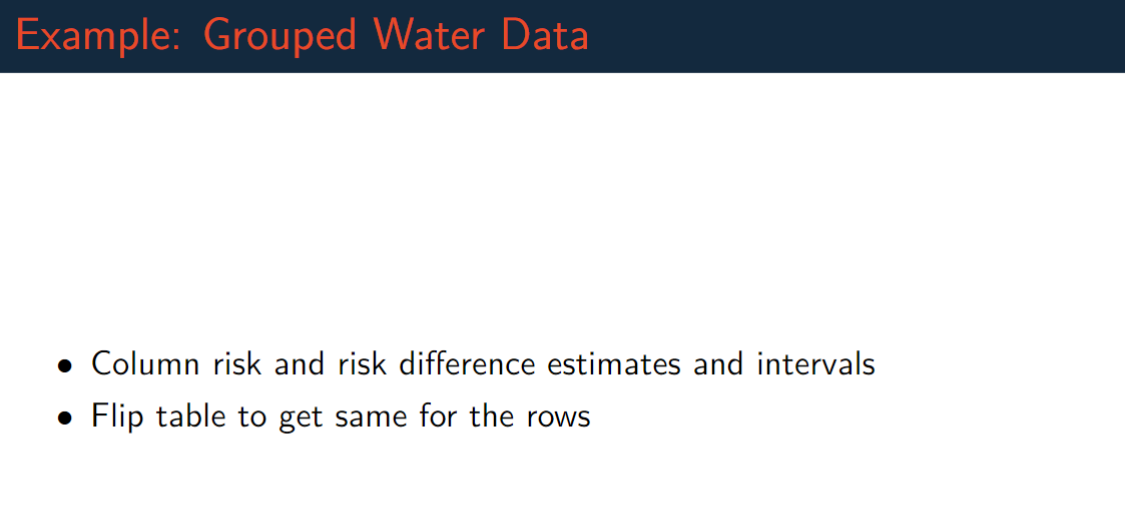 Example: Grouped Water Data
• Column risk and risk difference estimates and intervals
• Flip table to get same for the rows